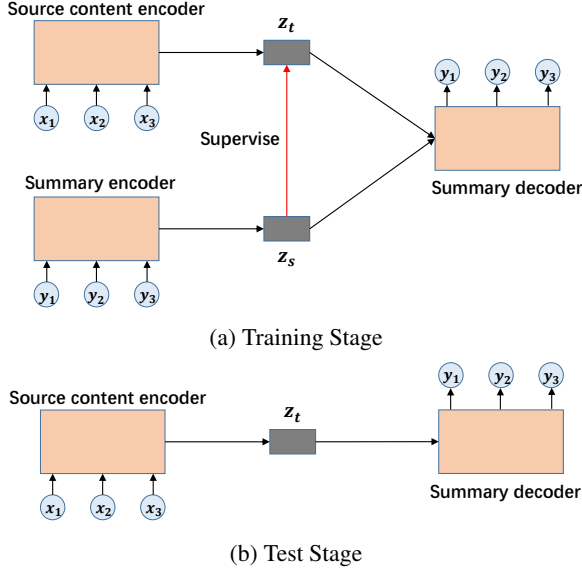 Source content encoder
z_t
x_1 x_2 x_3
y_1 y_2 y_3
Supervise
Summary encoder
Summary decoder
z_s
y_1 y_2 y_3
(a) Training Stage
Source content encoder
z_t
y_1 y_2 y_3
x_1 x_2 x_3
Summary decoder
(b) Test Stage